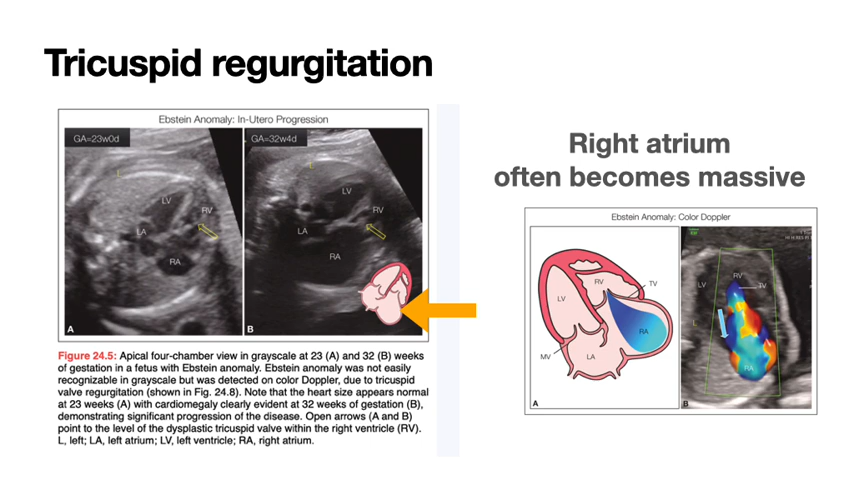 Tricuspid regurgitation
Ebstein Anomaly: In-Utero Progression
GA=23w0d
L
LV
RV
LA
RA
A
GA=32w4d
L
LV
RV
LA
RA
B
Figure 24.5: Apical four-chamber view in grayscale at 23 (A) and 32 (B) weeks
of gestation in a fetus with Ebstein anomaly. Ebstein anomaly was not easily
recognizable in grayscale but was detected on color Doppler, due to tricuspid
valve regurgitation (shown in Fig. 24.8). Note that the heart size appears normal
at 23 weeks (A) with cardiomegaly clearly evident at 32 weeks of gestation (B),
demonstrating significant progression of the disease. Open arrows (A and B)
point to the level of the dysplastic tricuspid valve within the right ventricle (RV).
L, left; LA, left atrium; LV, left ventricle; RA, right atrium.
Right atrium
often becomes massive
Ebstein Anomaly: Color Doppler
RV
TV
LV
RA
MV
LA
A
RV
LV
TV
L
RA
B